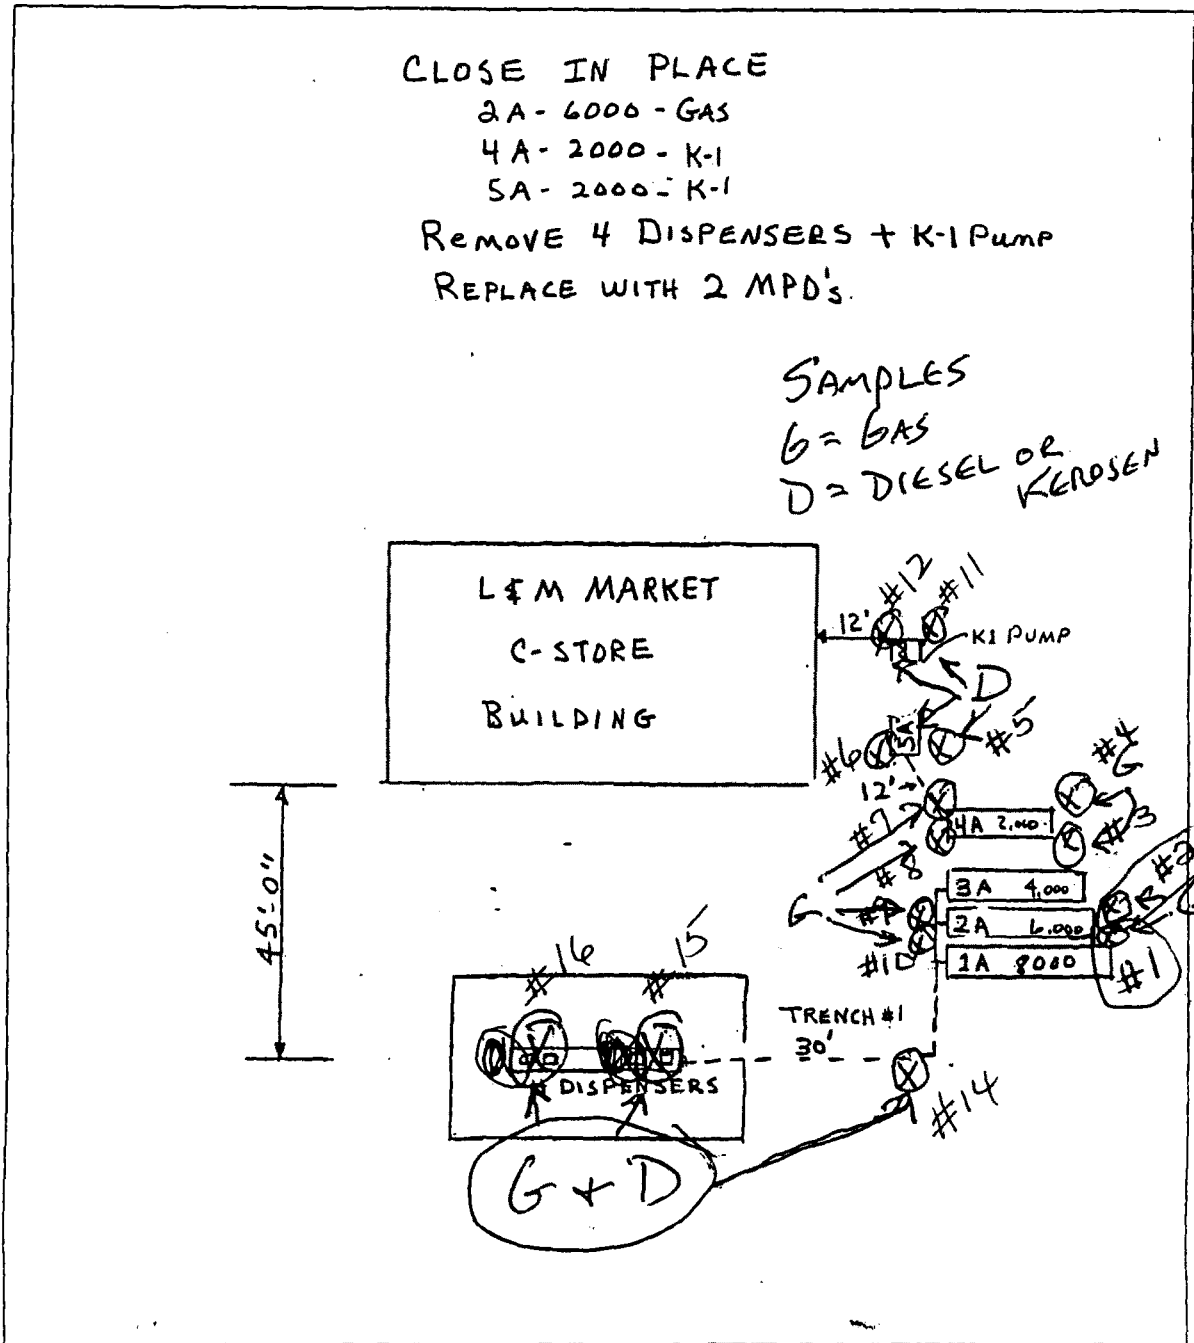 CLOSE IN PLACE
2A - 6000 - GAS
4A - 2000 - K-1
5A - 2000 - K-1
REMOVE 4 DISPENSERS + K-1 PUMP
REPLACE WITH 2 MPD's.
SAMPLES
G = GAS
D = DIESEL OR
KEROSEN
L & M MARKET
C-STORE
BUILDING
#12
#11
12'
K1 PUMP
D
5A
#6
#5
12'
#4
G
#7
4A 2,000
#3
#8
3A 4,000
#2
G
#9
2A 6,000
#10
1A 8000
#1
45'-0"
#16
#15
TRENCH #1
30'
DISPENSERS
#14
G + D